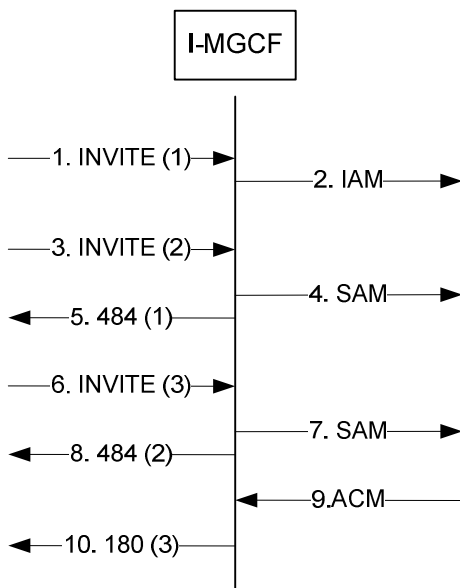 I-MGCF
1. INVITE (1)
2. IAM
3. INVITE (2)
4. SAM
5. 484 (1)
6. INVITE (3)
7. SAM
8. 484 (2)
9.ACM
10. 180 (3)